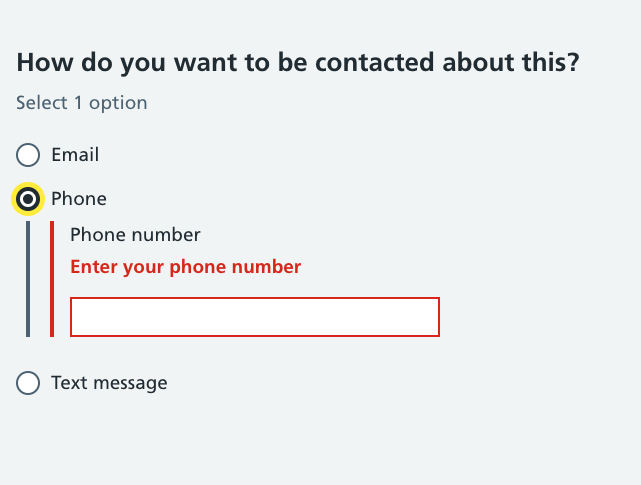 How do you want to be contacted about this?
Select 1 option
Email
Phone
Phone number
Enter your phone number
Text message